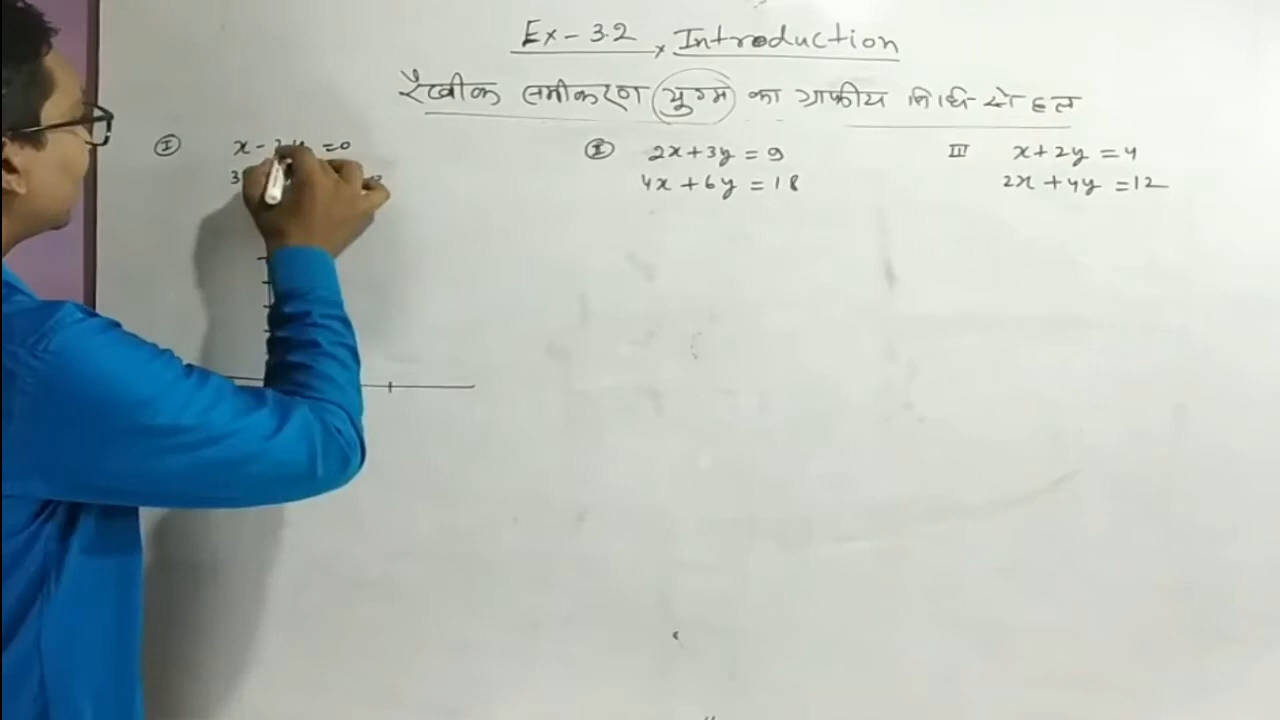 Ex - 3.2, Introduction
रैखीक समीकरण युग्म का ग्राफीय विधि से हल
I x - =0
3
II 2x+3y = 9
4x+6y = 18
III x+2y = 4
2x+4y =12